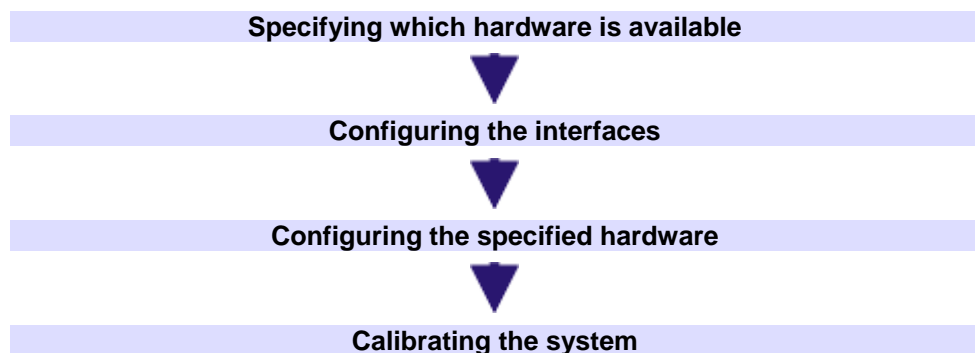 Specifying which hardware is available
Configuring the interfaces
Configuring the specified hardware
Calibrating the system